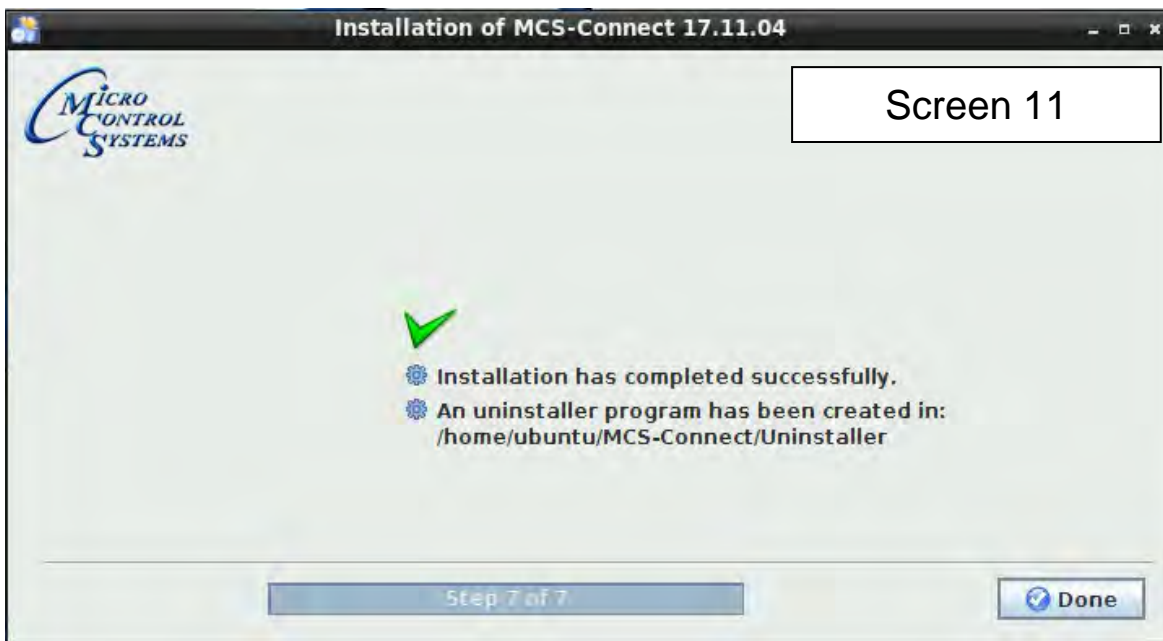 Installation of MCS-Connect 17.11.04
MICRO
CONTROL
SYSTEMS
Screen 11
Installation has completed successfully.
An uninstaller program has been created in:
/home/ubuntu/MCS-Connect/Uninstaller
Step 7 of 7
Done